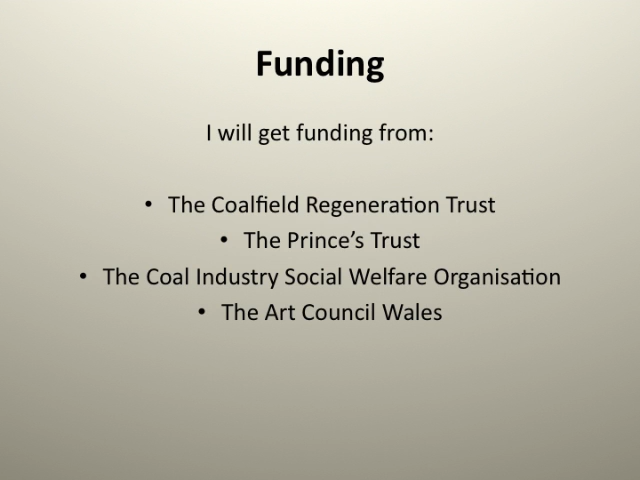 Funding
I will get funding from:
• The Coalfield Regeneration Trust
• The Prince’s Trust
• The Coal Industry Social Welfare Organisation
• The Art Council Wales